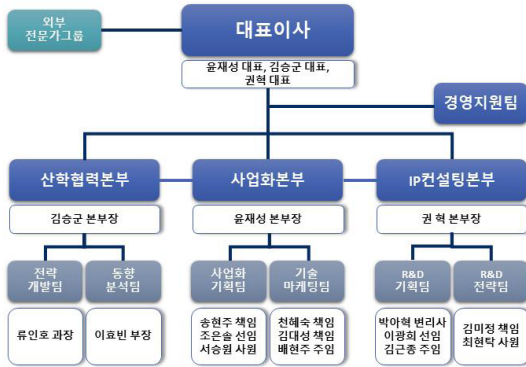 외부
전문가그룹
대표이사
윤재성 대표, 김승군 대표,
권혁 대표
경영지원팀
산학협력본부
사업화본부
IP컨설팅본부
김승군 본부장
윤재성 본부장
권 혁 본부장
전략
개발팀
동향
분석팀
사업화
기획팀
기술
마케팅팀
R&D
기획팀
R&D
전략팀
류인호 과장
이효빈 부장
송현주 책임
조은솔 선임
서승원 사원
천혜숙 책임
김대성 책임
배현주 주임
박아혁 변리사
이광희 선임
김근종 주임
김미정 책임
최현탁 사원